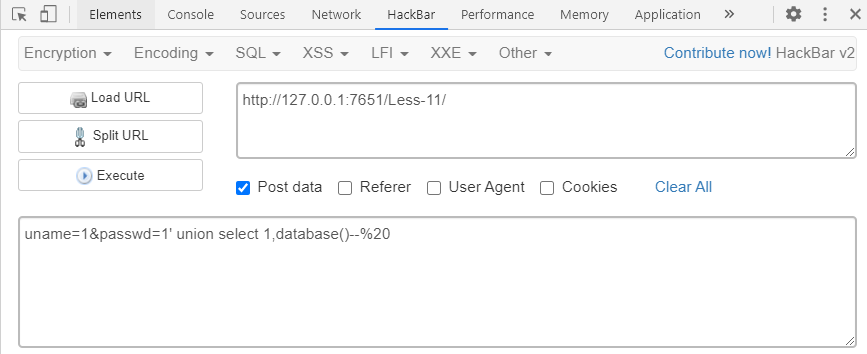 Elements Console Sources Network HackBar Performance Memory Application »
Encryption Encoding SQL XSS LFI XXE Other Contribute now! HackBar v2
Load URL
http://127.0.0.1:7651/Less-11/
Split URL
Execute
Post data Referer User Agent Cookies Clear All
uname=1&passwd=1' union select 1,database()--%20